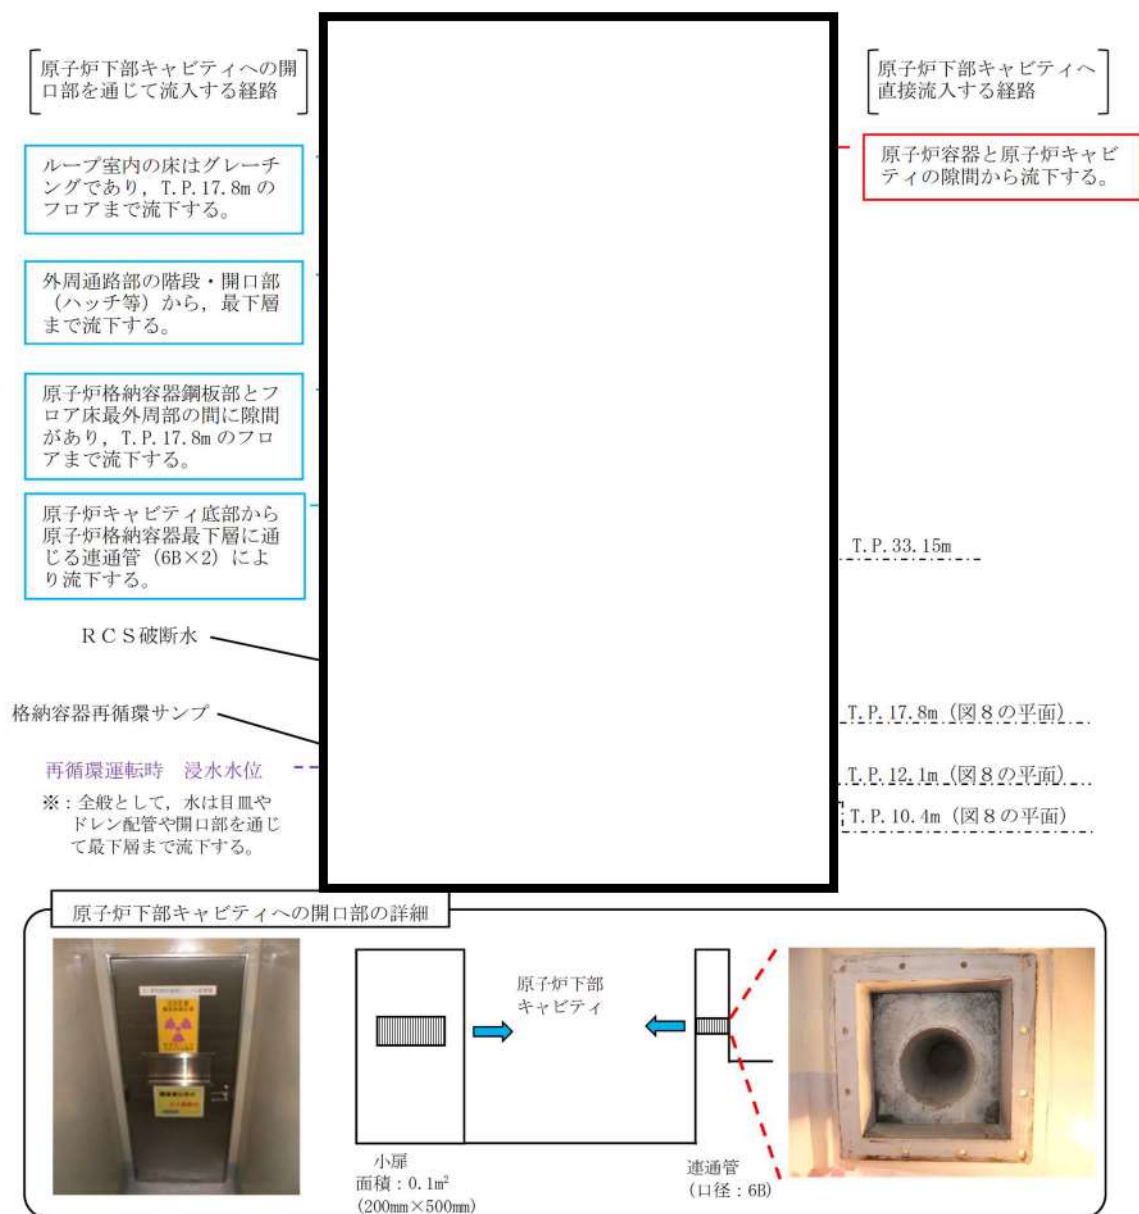 原子炉下部キャビティへの開
口部を通じて流入する経路
ループ室内の床はグレーチ
ングであり，T.P.17.8m の
フロアまで流下する。
外周通路部の階段・開口部
（ハッチ等）から，最下層
まで流下する。
原子炉格納容器鋼板部とフ
ロア床最外周部の間に隙間
があり，T.P.17.8m のフロ
アまで流下する。
原子炉キャビティ底部から
原子炉格納容器最下層に通
じる連通管（6B×2）によ
り流下する。
ＲＣＳ破断水
格納容器再循環サンプ
再循環運転時　浸水水位
※：全般として，水は目皿や
ドレン配管や開口部を通じ
て最下層まで流下する。
原子炉下部キャビティへ
直接流入する経路
原子炉容器と原子炉キャビ
ティの隙間から流下する。
T.P.33.15m
T.P.17.8m（図８の平面）
T.P.12.1m（図８の平面）
T.P.10.4m（図８の平面）
原子炉下部キャビティへの開口部の詳細
原子炉下部
キャビティ
小扉
面積：0.1m²
(200mm×500mm)
連通管
（口径：6B）